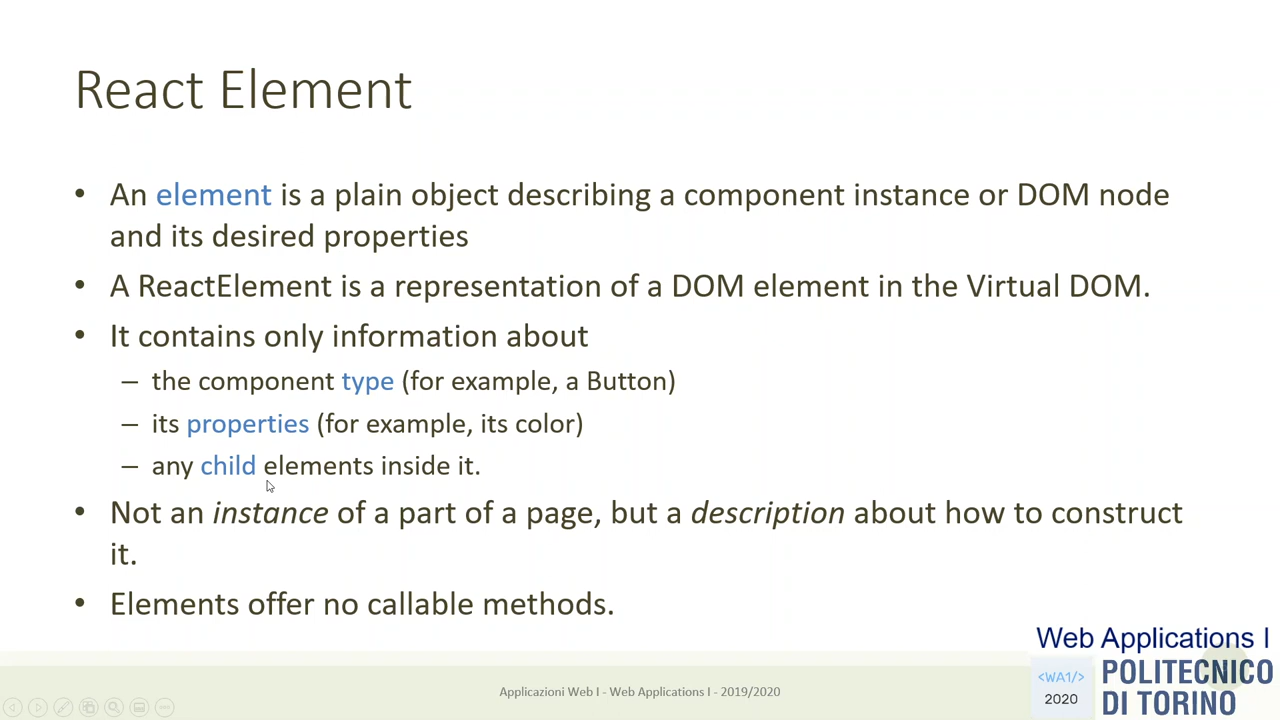 React Element
• An element is a plain object describing a component instance or DOM node
and its desired properties
• A ReactElement is a representation of a DOM element in the Virtual DOM.
• It contains only information about
– the component type (for example, a Button)
– its properties (for example, its color)
– any child elements inside it.
• Not an instance of a part of a page, but a description about how to construct
it.
• Elements offer no callable methods.
Applicazioni Web I - Web Applications I - 2019/2020
Web Applications I
<WA1/>
2020
POLITECNICO
DI TORINO